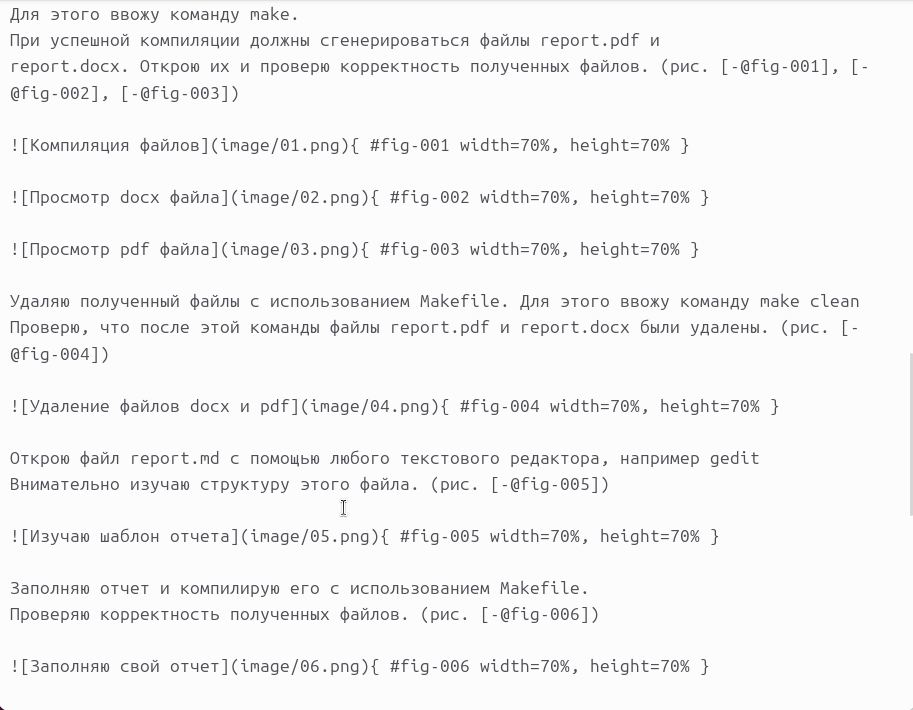 Для этого ввожу команду make.
При успешной компиляции должны сгенерироваться файлы report.pdf и
report.docx. Открою их и проверю корректность полученных файлов. (рис. [-@fig-001], [-
@fig-002], [-@fig-003])
![Компиляция файлов](image/01.png){ #fig-001 width=70%, height=70% }
![Просмотр docx файла](image/02.png){ #fig-002 width=70%, height=70% }
![Просмотр pdf файла](image/03.png){ #fig-003 width=70%, height=70% }
Удаляю полученный файлы с использованием Makefile. Для этого ввожу команду make clean
Проверю, что после этой команды файлы report.pdf и report.docx были удалены. (рис. [-
@fig-004])
![Удаление файлов docx и pdf](image/04.png){ #fig-004 width=70%, height=70% }
Открою файл report.md c помощью любого текстового редактора, например gedit
Внимательно изучаю структуру этого файла. (рис. [-@fig-005])
![Изучаю шаблон отчета](image/05.png){ #fig-005 width=70%, height=70% }
Заполняю отчет и компилирую его с использованием Makefile.
Проверяю корректность полученных файлов. (рис. [-@fig-006])
![Заполняю свой отчет](image/06.png){ #fig-006 width=70%, height=70% }